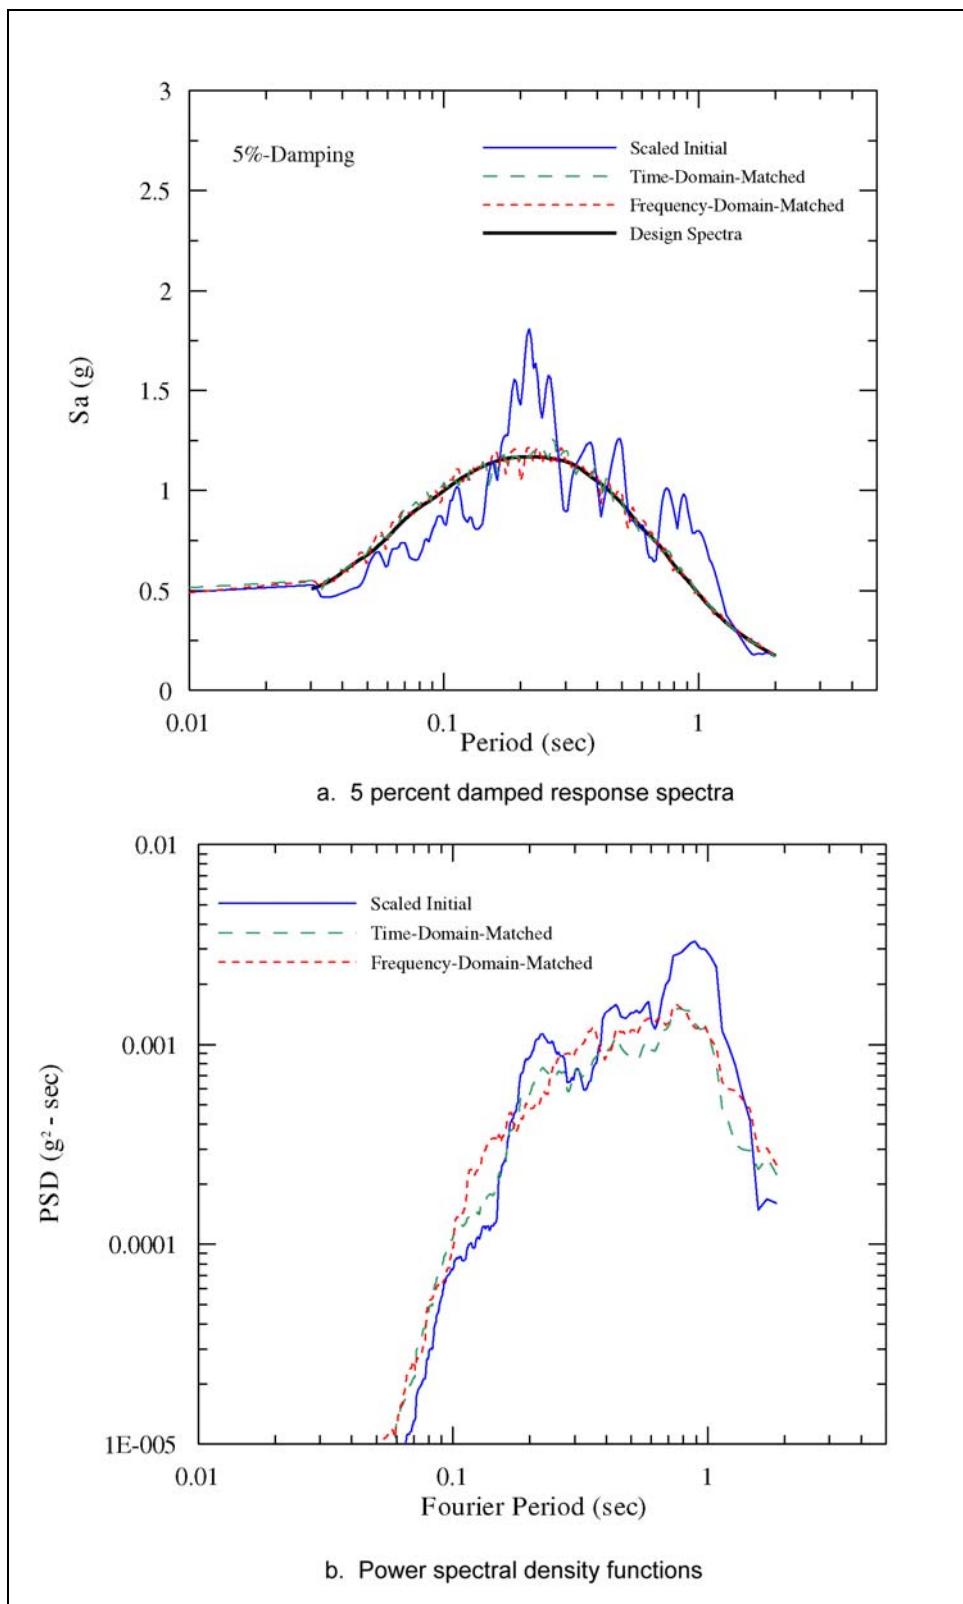 3
2.5
2
1.5
1
0.5
0
Sa (g)
5%-Damping
Scaled Initial
Time-Domain-Matched
Frequency-Domain-Matched
Design Spectra
0.01 0.1 1
Period (sec)
a. 5 percent damped response spectra
0.01
0.001
0.0001
1E-005
PSD (g² - sec)
Scaled Initial
Time-Domain-Matched
Frequency-Domain-Matched
0.01 0.1 1
Fourier Period (sec)
b. Power spectral density functions